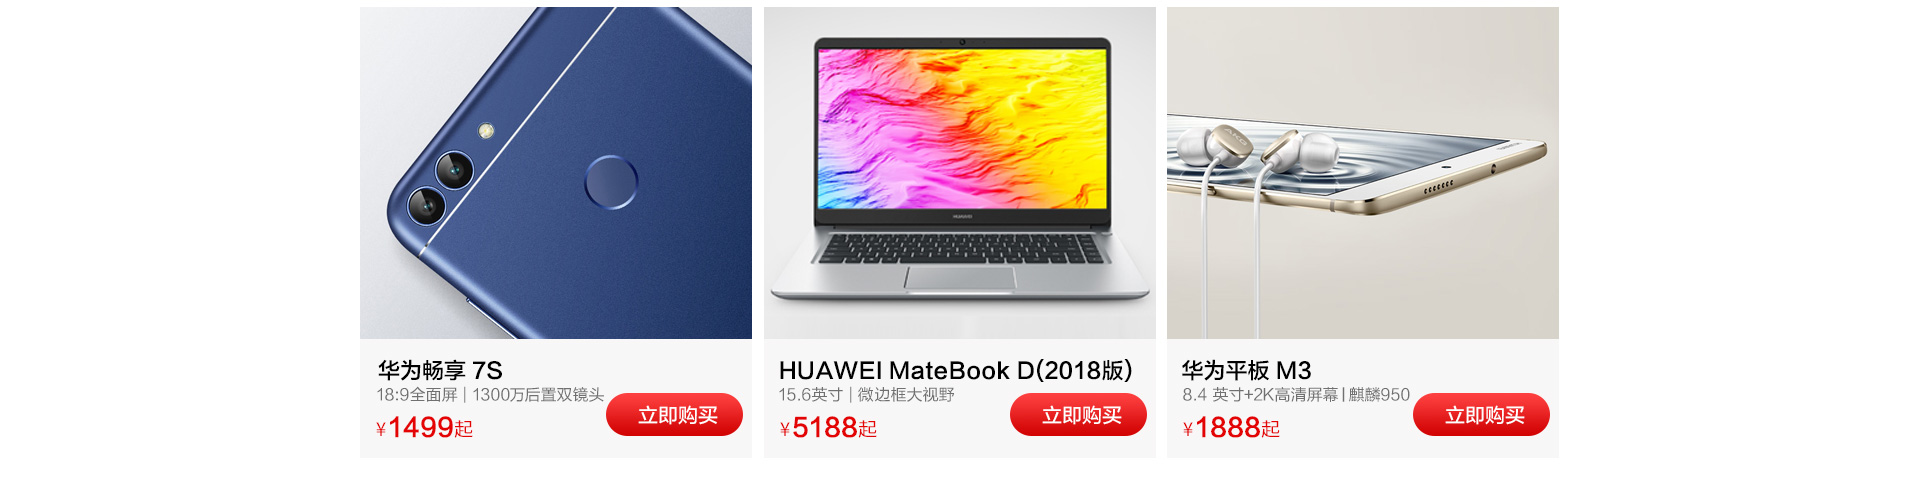 华为畅享 7S
18:9全面屏 | 1300万后置双镜头
¥1499起
立即购买
HUAWEI
HUAWEI MateBook D(2018版)
15.6英寸 | 微边框大视野
¥5188起
立即购买
AKG
华为平板 M3
8.4 英寸+2K高清屏幕 | 麒麟950
¥1888起
立即购买